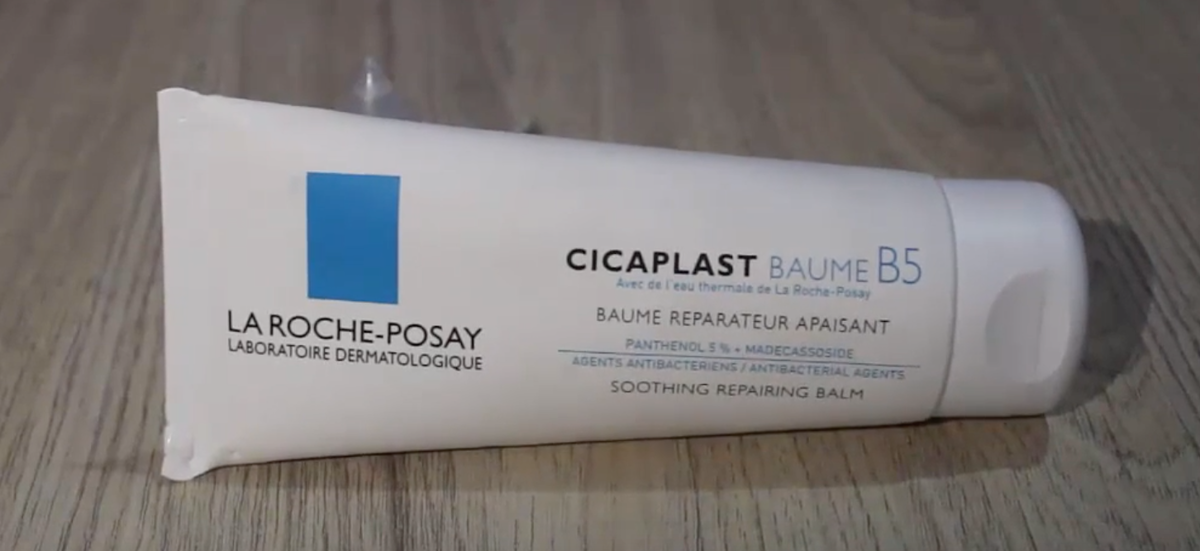 LA ROCHE-POSAY
LABORATOIRE DERMATOLOGIQUE
CICAPLAST BAUME B5
Avec de l'eau thermale de La Roche-Posay
BAUME REPARATEUR APAISANT
PANTHENOL 5 % + MADECASSOSIDE
AGENTS ANTIBACTERIENS / ANTIBACTERIAL AGENTS
SOOTHING REPAIRING BALM